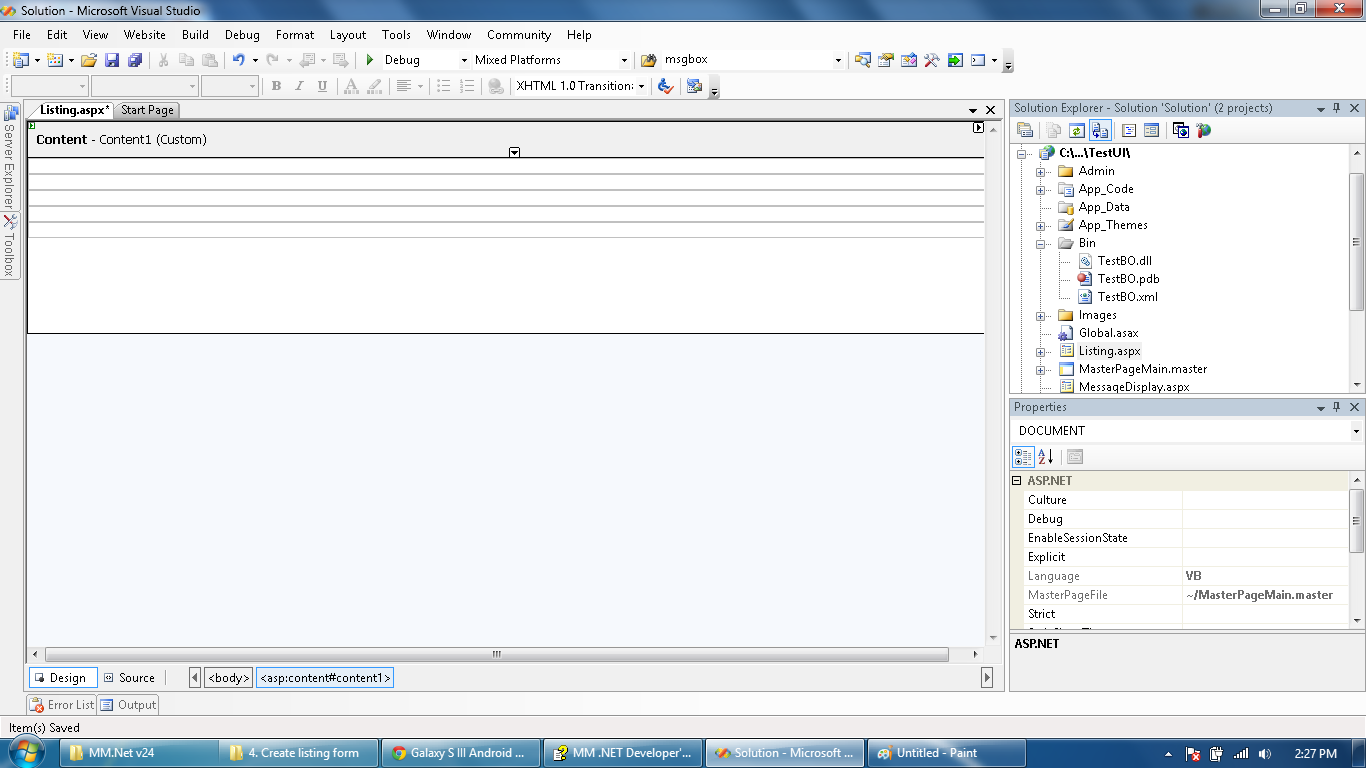 Solution - Microsoft Visual Studio
File Edit View Website Build Debug Format Layout Tools Window Community Help
Debug Mixed Platforms msgbox
B I U A XHTML 1.0 Transition:
Listing.aspx* Start Page
Server Explorer
Toolbox
Content - Content1 (Custom)
Design Source <body> <asp:content#content1>
Error List Output
Item(s) Saved
Solution Explorer - Solution 'Solution' (2 projects)
C:\...\TestUI\
Admin
App_Code
App_Data
App_Themes
Bin
TestBO.dll
TestBO.pdb
TestBO.xml
Images
Global.asax
Listing.aspx
MasterPageMain.master
MessageDisplay.aspx
Properties
DOCUMENT
ASP.NET
Culture
Debug
EnableSessionState
Explicit
Language VB
MasterPageFile ~/MasterPageMain.master
Strict
ASP.NET
MM.Net v24 4. Create listing form Galaxy S III Android ... MM .NET Developer'... Solution - Microsoft ... Untitled - Paint 2:27 PM